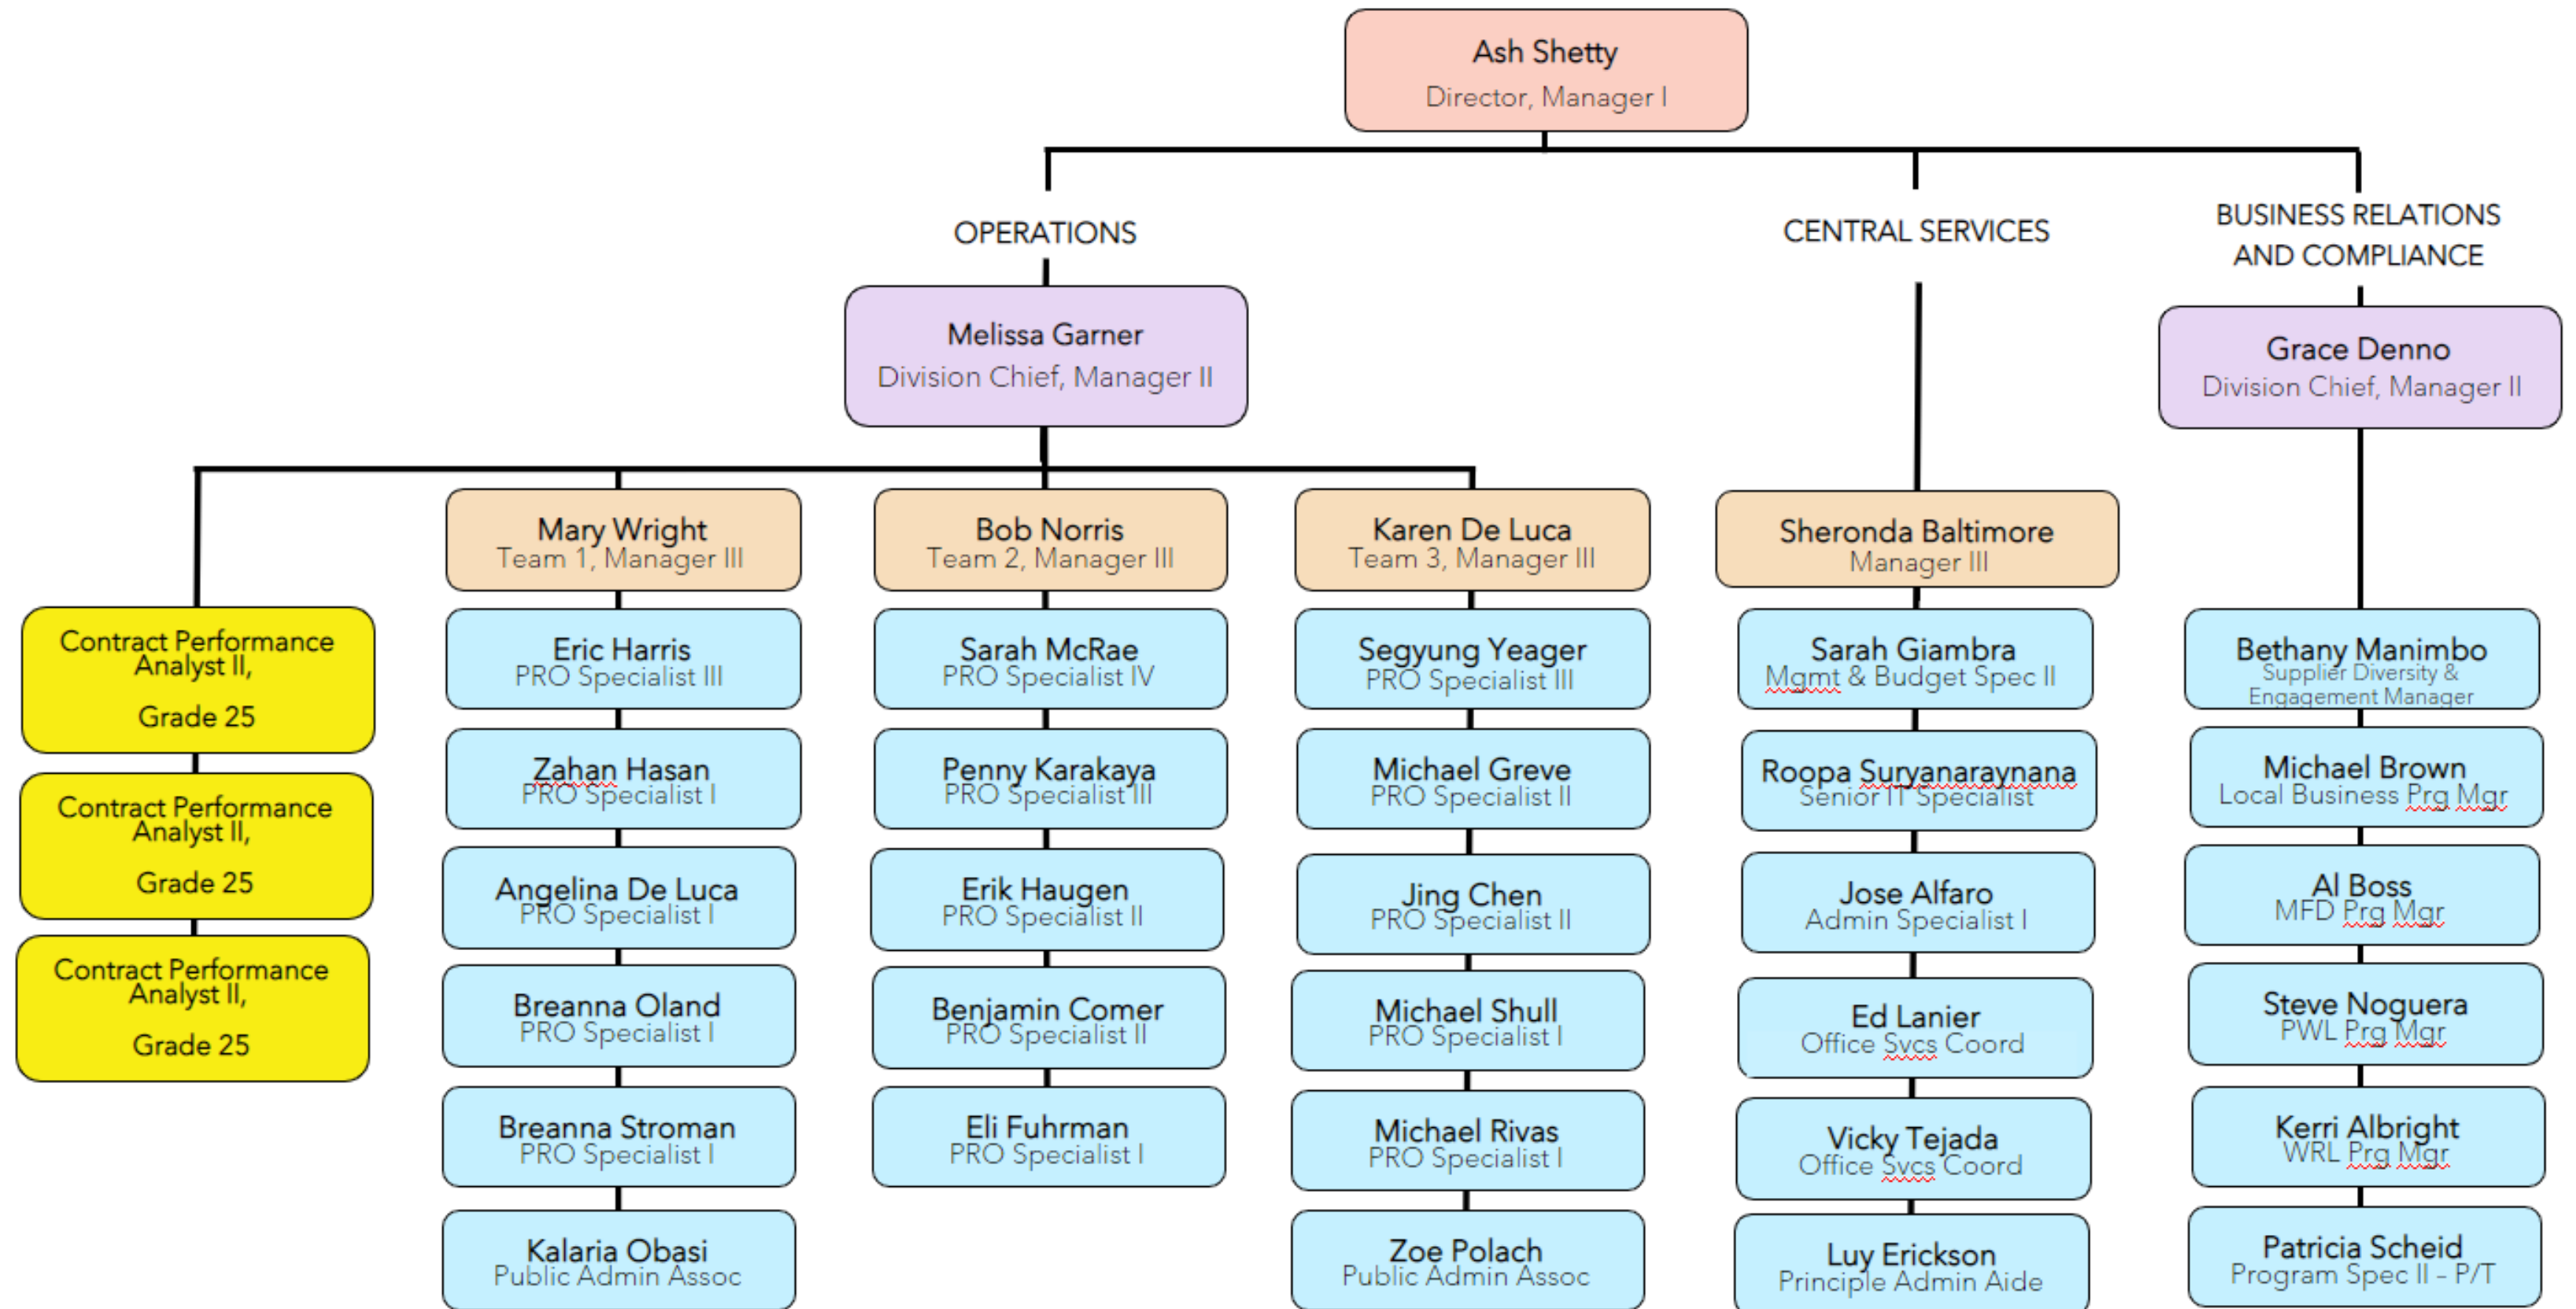 Ash Shetty
Director, Manager I
OPERATIONS
CENTRAL SERVICES
BUSINESS RELATIONS
AND COMPLIANCE
Melissa Garner
Division Chief, Manager II
Grace Denno
Division Chief, Manager II
Contract Performance
Analyst II,
Grade 25
Contract Performance
Analyst II,
Grade 25
Contract Performance
Analyst II,
Grade 25
Mary Wright
Team 1, Manager III
Eric Harris
PRO Specialist III
Zahan Hasan
PRO Specialist I
Angelina De Luca
PRO Specialist I
Breanna Oland
PRO Specialist I
Breanna Stroman
PRO Specialist I
Kalaria Obasi
Public Admin Assoc
Bob Norris
Team 2, Manager III
Sarah McRae
PRO Specialist IV
Penny Karakaya
PRO Specialist III
Erik Haugen
PRO Specialist II
Benjamin Comer
PRO Specialist II
Eli Fuhrman
PRO Specialist I
Karen De Luca
Team 3, Manager III
Segyung Yeager
PRO Specialist III
Michael Greve
PRO Specialist II
Jing Chen
PRO Specialist II
Michael Shull
PRO Specialist I
Michael Rivas
PRO Specialist I
Zoe Polach
Public Admin Assoc
Sheronda Baltimore
Manager III
Sarah Giambra
Mgmt & Budget Spec II
Roopa Suryanaraynana
Senior IT Specialist
Jose Alfaro
Admin Specialist I
Ed Lanier
Office Svcs Coord
Vicky Tejada
Office Svcs Coord
Luy Erickson
Principle Admin Aide
Bethany Manimbo
Supplier Diversity &
Engagement Manager
Michael Brown
Local Business Prg Mgr
Al Boss
MFD Prg Mgr
Steve Noguera
PWL Prg Mgr
Kerri Albright
WRL Prg Mgr
Patricia Scheid
Program Spec II - P/T